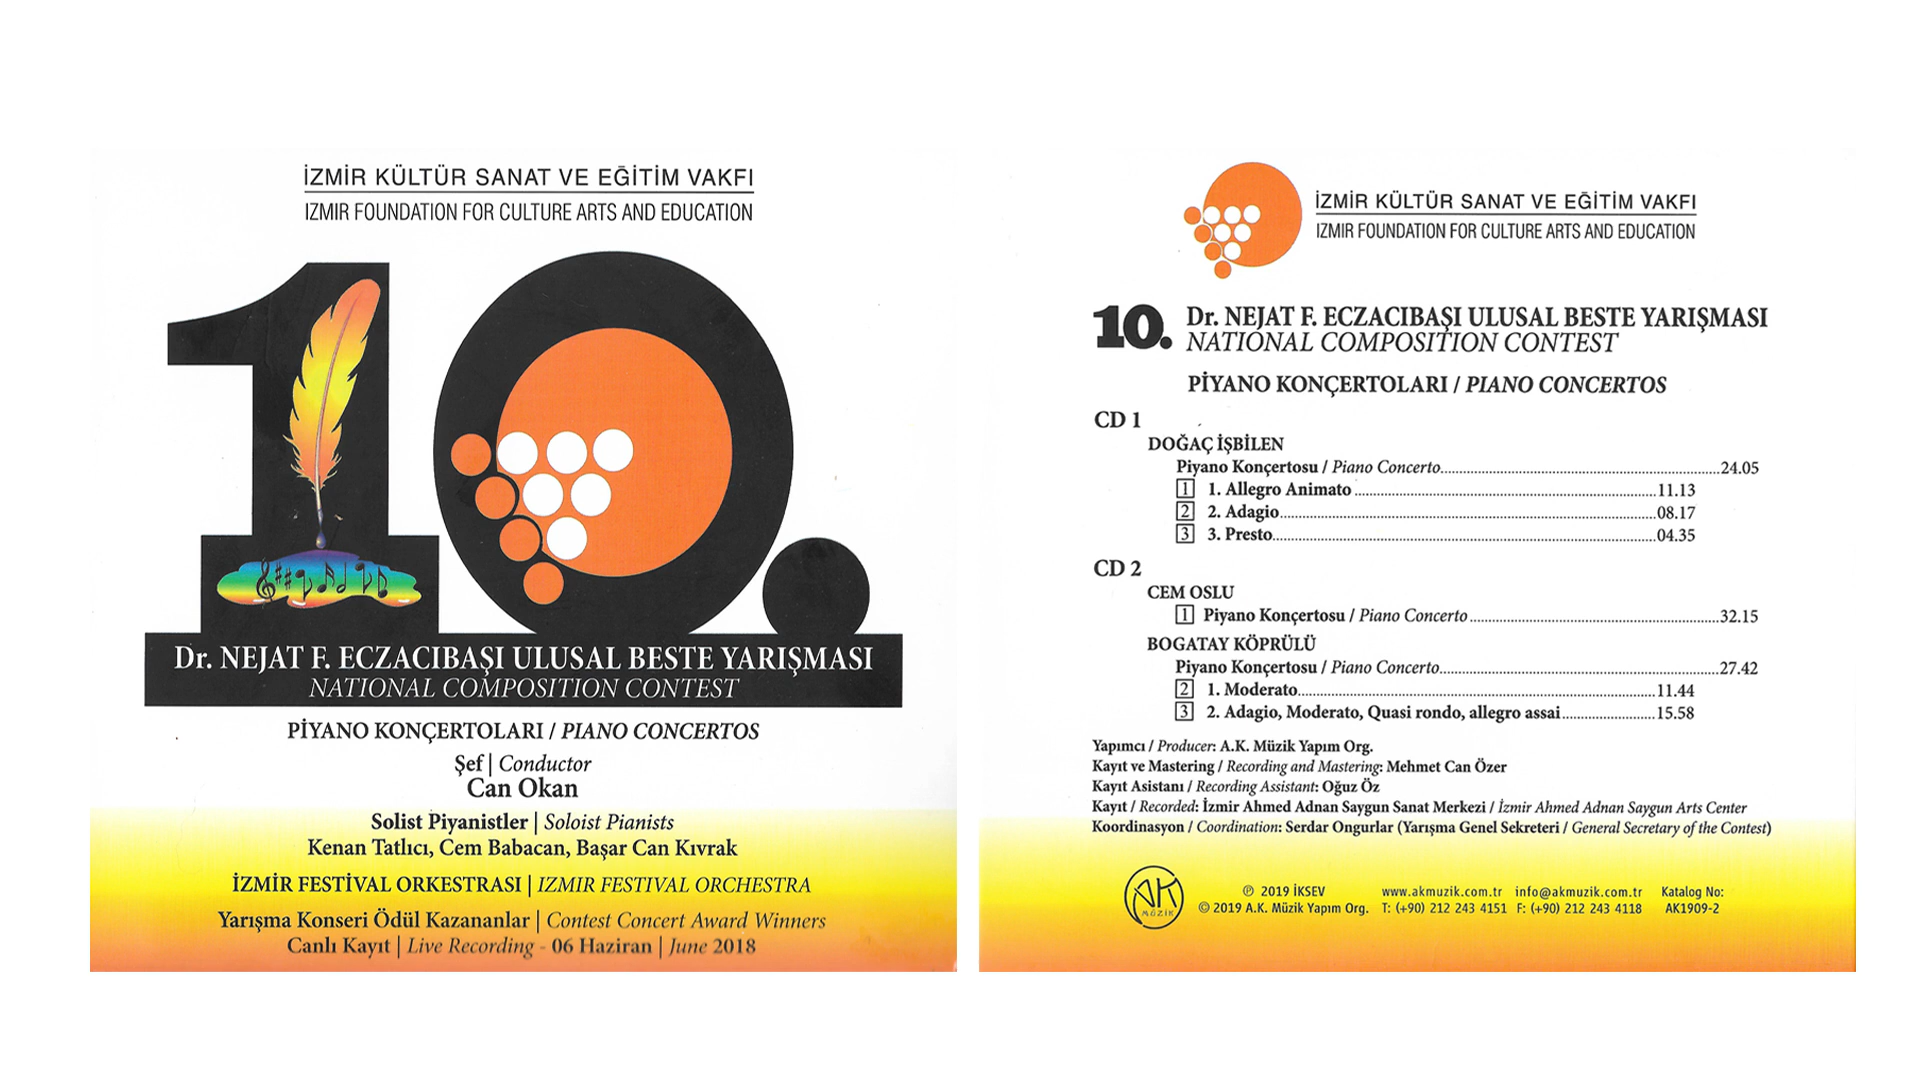 İZMİR KÜLTÜR SANAT VE EĞİTİM VAKFI
IZMIR FOUNDATION FOR CULTURE ARTS AND EDUCATION
10.
Dr. NEJAT F. ECZACIBAŞI ULUSAL BESTE YARIŞMASI
NATIONAL COMPOSITION CONTEST
PİYANO KONÇERTOLARI / PIANO CONCERTOS
Şef | Conductor
Can Okan
Solist Piyanistler | Soloist Pianists
Kenan Tatlıcı, Cem Babacan, Başar Can Kıvrak
İZMİR FESTİVAL ORKESTRASI | IZMIR FESTIVAL ORCHESTRA
Yarışma Konseri Ödül Kazananlar | Contest Concert Award Winners
Canlı Kayıt | Live Recording - 06 Haziran | June 2018
İZMİR KÜLTÜR SANAT VE EĞİTİM VAKFI
IZMIR FOUNDATION FOR CULTURE ARTS AND EDUCATION
10. Dr. NEJAT F. ECZACIBAŞI ULUSAL BESTE YARIŞMASI
NATIONAL COMPOSITION CONTEST
PİYANO KONÇERTOLARI / PIANO CONCERTOS
CD 1
DOĞAÇ İŞBİLEN
Piyano Konçertosu / Piano Concerto 24.05
1 1. Allegro Animato 11.13
2 2. Adagio 08.17
3 3. Presto 04.35
CD 2
CEM OSLU
1 Piyano Konçertosu / Piano Concerto 32.15
BOGATAY KÖPRÜLÜ
Piyano Konçertosu / Piano Concerto 27.42
2 1. Moderato 11.44
3 2. Adagio, Moderato, Quasi rondo, allegro assai 15.58
Yapımcı / Producer: A.K. Müzik Yapım Org.
Kayıt ve Mastering / Recording and Mastering: Mehmet Can Özer
Kayıt Asistanı / Recording Assistant: Oğuz Öz
Kayıt / Recorded: İzmir Ahmed Adnan Saygun Sanat Merkezi / İzmir Ahmed Adnan Saygun Arts Center
Koordinasyon / Coordination: Serdar Ongurlar (Yarışma Genel Sekreteri / General Secretary of the Contest)
AK MÜZİK
℗ 2019 İKSEV www.akmuzik.com.tr info@akmuzik.com.tr Katalog No:
© 2019 A.K. Müzik Yapım Org. T: (+90) 212 243 4151 F: (+90) 212 243 4118 AK1909-2